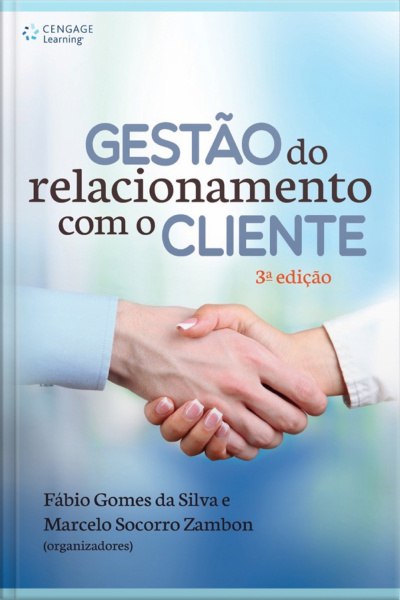 CENGAGE
Learning
GESTÃO do
relacionamento
com o CLIENTE
3ª edição
Fábio Gomes da Silva e
Marcelo Socorro Zambon
(organizadores)